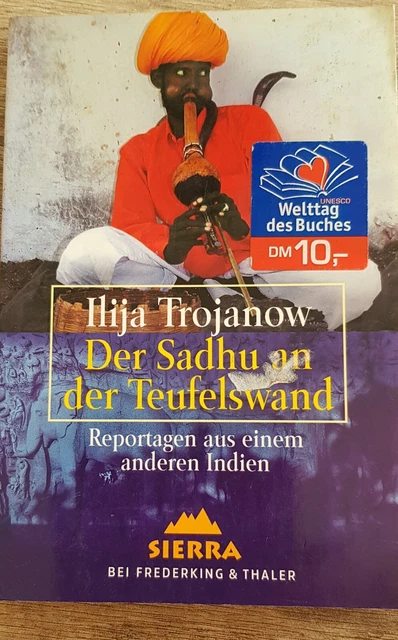 UNESCO
Welttag
des Buches
DM 10,-
Ilija Trojanow
Der Sadhu an
der Teufelswand
Reportagen aus einem
anderen Indien
SIERRA
BEI FREDERKING & THALER